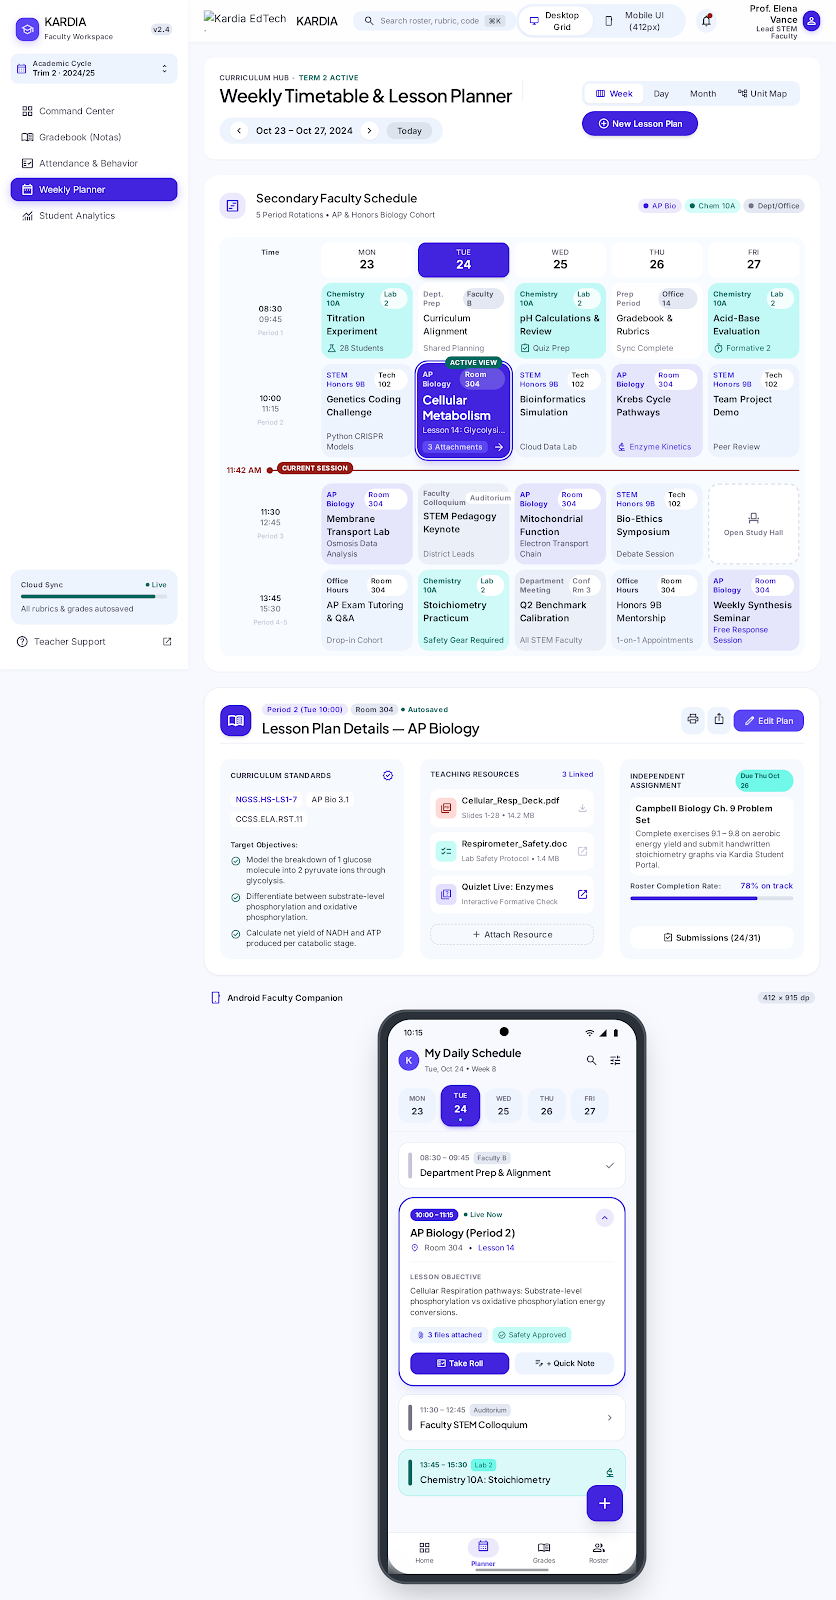 KARDIA
Faculty Workspace
v2.4
Academic Cycle
Trim 2 · 2024/25
Command Center
Gradebook (Notas)
Attendance & Behavior
Weekly Planner
Student Analytics
Cloud Sync
Live
All rubrics & grades autosaved
Teacher Support
Kardia EdTech
KARDIA
Search roster, rubric, code
⌘K
Desktop
Grid
Mobile UI
(412px)
Prof. Elena
Vance
Lead STEM
Faculty
CURRICULUM HUB • TERM 2 ACTIVE
Weekly Timetable & Lesson Planner
Oct 23 – Oct 27, 2024
Today
Week
Day
Month
Unit Map
New Lesson Plan
Secondary Faculty Schedule
5 Period Rotations • AP & Honors Biology Cohort
AP Bio
Chem 10A
Dept/Office
Time
MON
23
TUE
24
WED
25
THU
26
FRI
27
08:30
09:45
Period 1
Chemistry
10A
Lab
2
Titration
Experiment
28 Students
Dept.
Prep
Faculty
B
Curriculum
Alignment
Shared Planning
Chemistry
10A
Lab
2
pH Calculations &
Review
Quiz Prep
Prep
Period
Office
14
Gradebook &
Rubrics
Sync Complete
Chemistry
10A
Lab
2
Acid-Base
Evaluation
Formative 2
10:00
11:15
Period 2
STEM
Honors 9B
Tech
102
Genetics Coding
Challenge
Python CRISPR
Models
ACTIVE VIEW
AP
Biology
Room
304
Cellular
Metabolism
Lesson 14: Glycolysi...
3 Attachments
STEM
Honors 9B
Tech
102
Bioinformatics
Simulation
Cloud Data Lab
AP
Biology
Room
304
Krebs Cycle
Pathways
Enzyme Kinetics
STEM
Honors 9B
Tech
102
Team Project
Demo
Peer Review
11:42 AM
CURRENT SESSION
11:30
12:45
Period 3
AP
Biology
Room
304
Membrane
Transport Lab
Osmosis Data
Analysis
Faculty
Colloquium
Auditorium
STEM Pedagogy
Keynote
District Leads
AP
Biology
Room
304
Mitochondrial
Function
Electron Transport
Chain
STEM
Honors 9B
Tech
102
Bio-Ethics
Symposium
Debate Session
Open Study Hall
13:45
15:30
Period 4-5
Office
Hours
Room
304
AP Exam Tutoring
& Q&A
Drop-in Cohort
Chemistry
10A
Lab
2
Stoichiometry
Practicum
Safety Gear Required
Department
Meeting
Conf
Rm 3
Q2 Benchmark
Calibration
All STEM Faculty
Office
Hours
Room
304
Honors 9B
Mentorship
1-on-1 Appointments
AP
Biology
Room
304
Weekly Synthesis
Seminar
Free Response
Session
Period 2 (Tue 10:00)
Room 304
Autosaved
Lesson Plan Details — AP Biology
Edit Plan
CURRICULUM STANDARDS
NGSS.HS-LS1-7
AP Bio 3.1
CCSS.ELA.RST.11
Target Objectives:
Model the breakdown of 1 glucose
molecule into 2 pyruvate ions through
glycolysis.
Differentiate between substrate-level
phosphorylation and oxidative
phosphorylation.
Calculate net yield of NADH and ATP
produced per catabolic stage.
TEACHING RESOURCES
3 Linked
Cellular_Resp_Deck.pdf
Slides 1-28 • 14.2 MB
Respirometer_Safety.doc
Lab Safety Protocol • 1.4 MB
Quizlet Live: Enzymes
Interactive Formative Check
+ Attach Resource
INDEPENDENT
ASSIGNMENT
Due Thu Oct
26
Campbell Biology Ch. 9 Problem
Set
Complete exercises 9.1 – 9.8 on aerobic
energy yield and submit handwritten
stoichiometry graphs via Kardia Student
Portal.
Roster Completion Rate:
78% on track
Submissions (24/31)
Android Faculty Companion
412 × 915 dp
10:15
K
My Daily Schedule
Tue, Oct 24 • Week 8
MON
23
TUE
24
WED
25
THU
26
FRI
27
08:30 – 09:45
Faculty B
Department Prep & Alignment
10:00 – 11:15
Live Now
AP Biology (Period 2)
Room 304 • Lesson 14
LESSON OBJECTIVE
Cellular Respiration pathways: Substrate-level
phosphorylation vs oxidative phosphorylation energy
conversions.
3 files attached
Safety Approved
Take Roll
+ Quick Note
11:30 – 12:45
Auditorium
Faculty STEM Colloquium
13:45 – 15:30
Lab 2
Chemistry 10A: Stoichiometry
Home
Planner
Grades
Roster